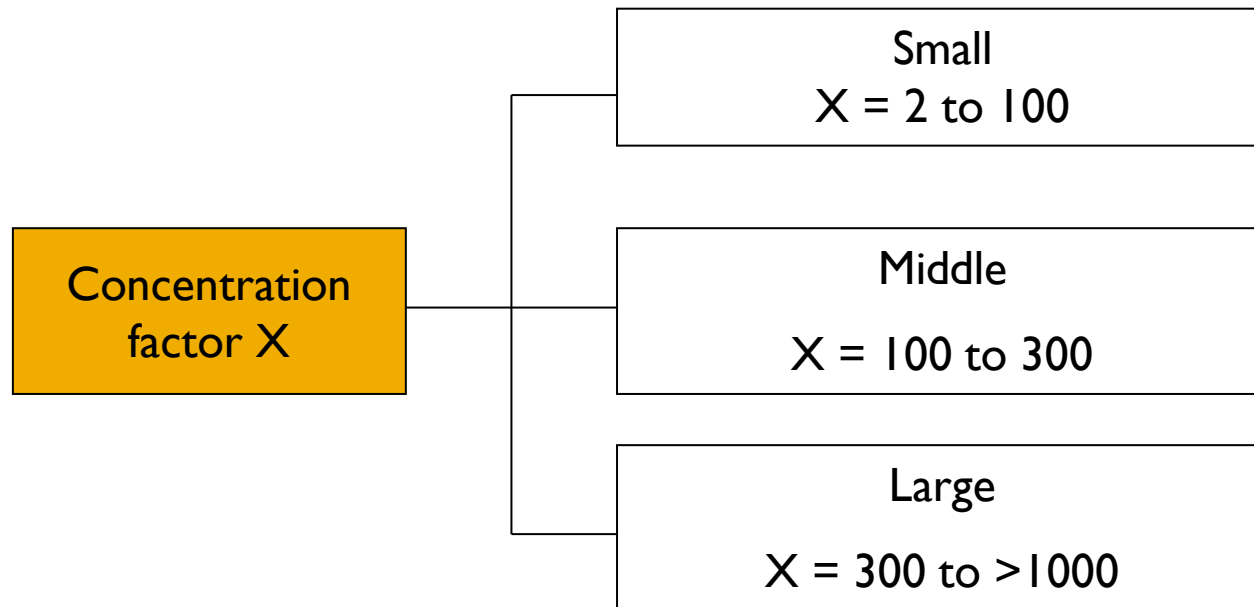 Concentration
factor X
Small
X = 2 to 100
Middle
X = 100 to 300
Large
X = 300 to >1000